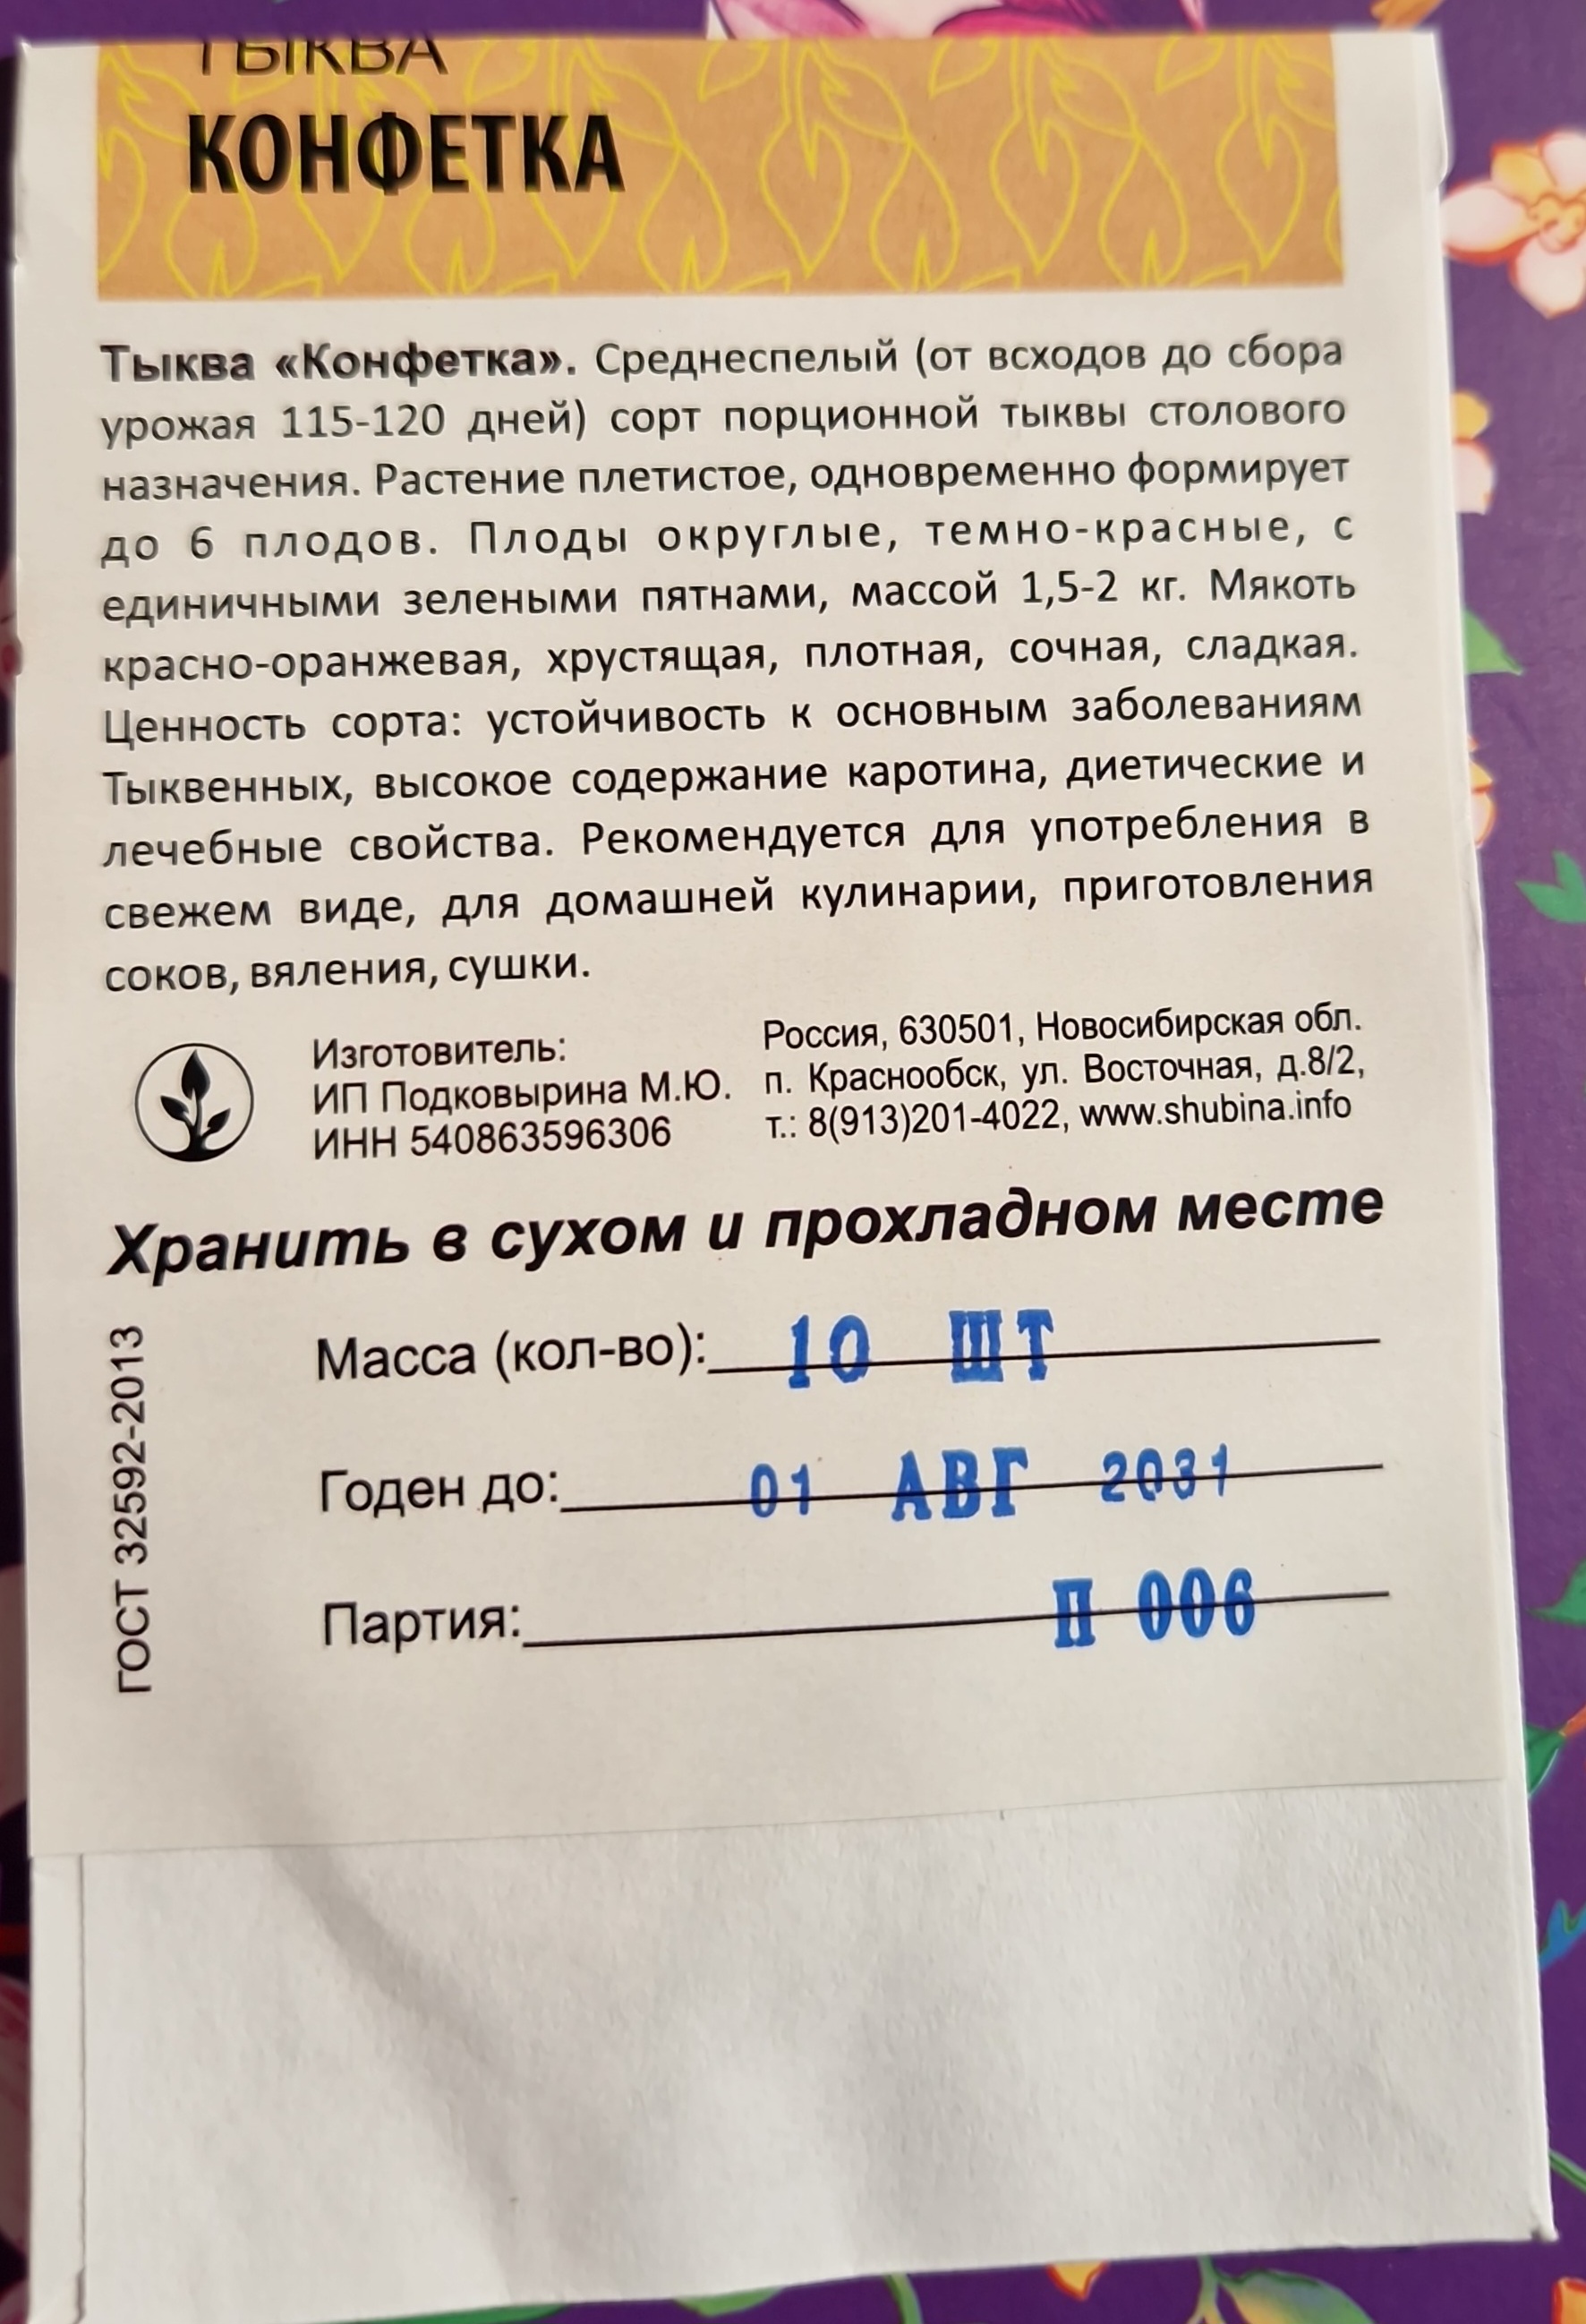 ТЫКВА
КОНФЕТКА
Тыква «Конфетка». Среднеспелый (от всходов до сбора
урожая 115-120 дней) сорт порционной тыквы столового
назначения. Растение плетистое, одновременно формирует
до 6 плодов. Плоды округлые, темно-красные, с
единичными зелеными пятнами, массой 1,5-2 кг. Мякоть
красно-оранжевая, хрустящая, плотная, сочная, сладкая.
Ценность сорта: устойчивость к основным заболеваниям
Тыквенных, высокое содержание каротина, диетические и
лечебные свойства. Рекомендуется для употребления в
свежем виде, для домашней кулинарии, приготовления
соков, вяления, сушки.
Изготовитель:
ИП Подковырина М.Ю.
ИНН 540863596306
Россия, 630501, Новосибирская обл.
п. Краснообск, ул. Восточная, д.8/2,
т.: 8(913)201-4022, www.shubina.info
Хранить в сухом и прохладном месте
ГОСТ 32592-2013
Масса (кол-во): 10 ШТ
Годен до: 01 АВГ 2031
Партия: П 006